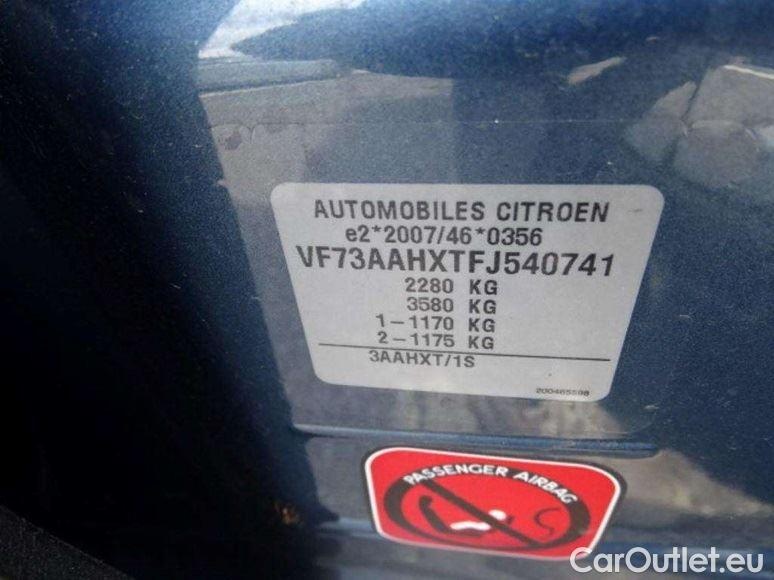 AUTOMOBILES CITROEN
e2*2007/46*0356
VF73AAHXTFJ540741
2280 KG
3580 KG
1-1170 KG
2-1175 KG
3AAHXT/1S
200465598
PASSENGER AIRBAG
CarOutlet.eu